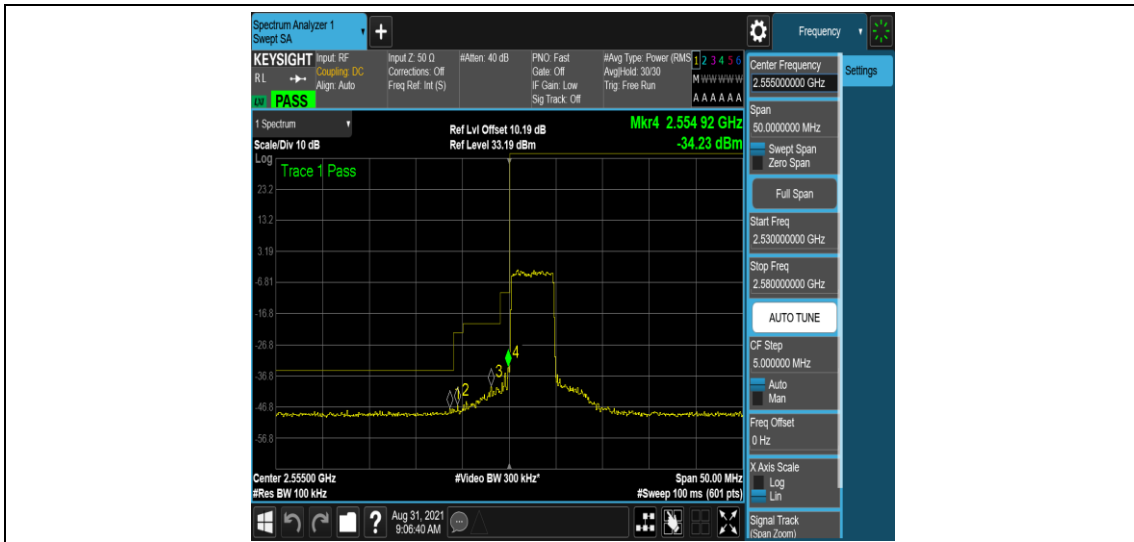 Spectrum Analyzer 1
Swept SA
+
Frequency
KEYSIGHT
Input: RF
Input Z: 50 Ω
#Atten: 40 dB
PNO: Fast
#Avg Type: Power (RMS
1 2 3 4 5 6
R L
Coupling: DC
Corrections: Off
Gate: Off
Avg|Hold: 30/30
M W W W W W
Align: Auto
Freq Ref: Int (S)
IF Gain: Low
Trig: Free Run
Sig Track: Off
A A A A A A
PASS
Center Frequency
2.555000000 GHz
Settings
1 Spectrum
Ref Lvl Offset 10.19 dB
Mkr4 2.554 92 GHz
Scale/Div 10 dB
Ref Level 33.19 dBm
-34.23 dBm
Log
Trace 1 Pass
23.2
13.2
3.19
-6.81
-16.8
-26.8
-36.8
-46.8
-56.8
2
3
4
Center 2.55500 GHz
#Video BW 300 kHz*
Span 50.00 MHz
#Res BW 100 kHz
#Sweep 100 ms (601 pts)
Span
50.0000000 MHz
Swept Span
Zero Span
Full Span
Start Freq
2.530000000 GHz
Stop Freq
2.580000000 GHz
AUTO TUNE
CF Step
5.000000 MHz
Auto
Man
Freq Offset
0 Hz
X Axis Scale
Log
Lin
Signal Track
(Span Zoom)
?
Aug 31, 2021
9:06:40 AM